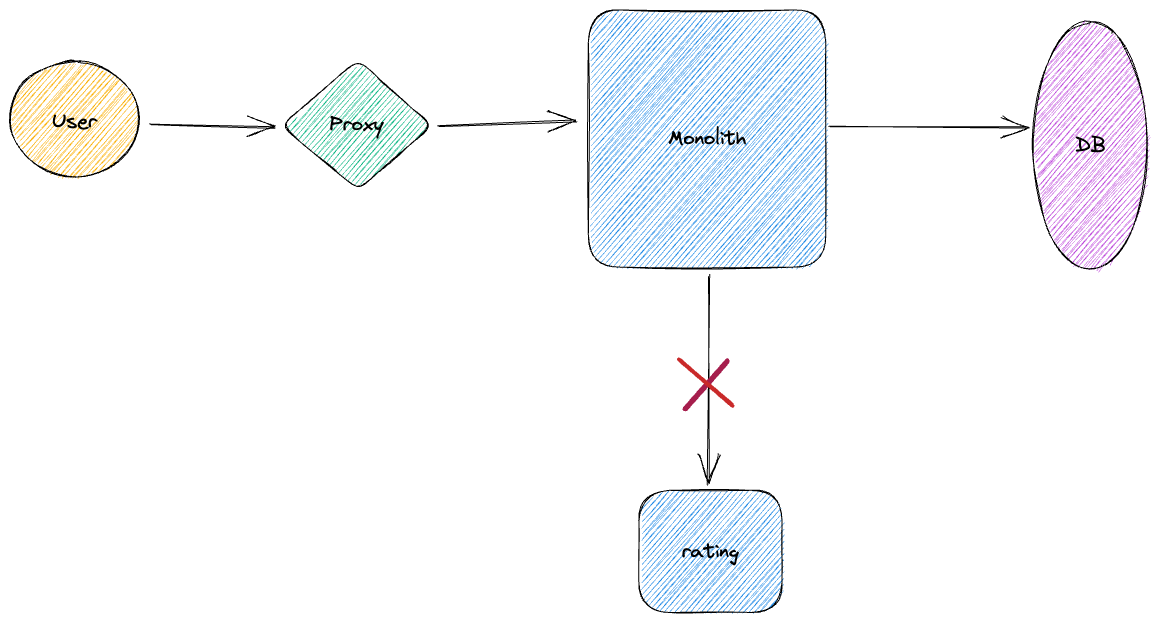 User
Proxy
Monolith
DB
rating